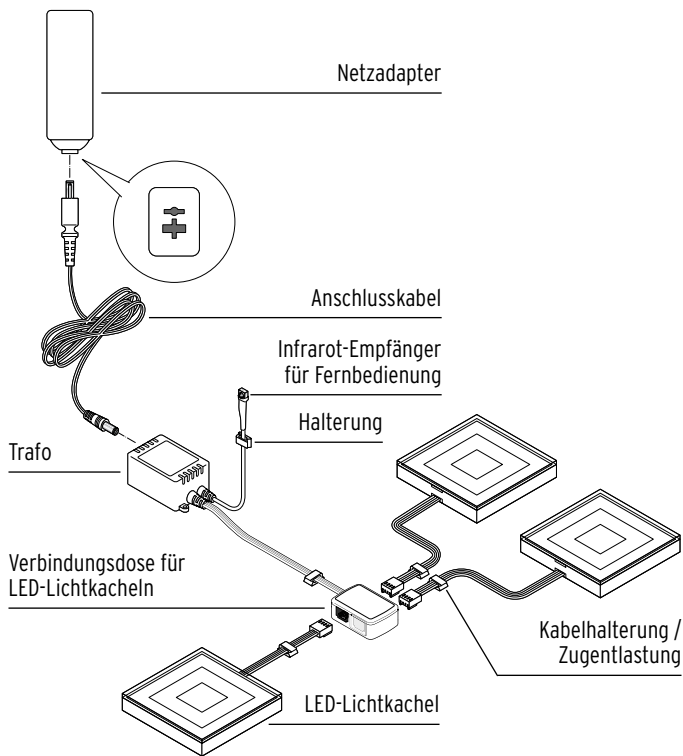 Netzadapter
Anschlusskabel
Infrarot-Empfänger
für Fernbedienung
Halterung
Trafo
Verbindungsdose für
LED-Lichtkacheln
Kabelhalterung /
Zugentlastung
LED-Lichtkachel